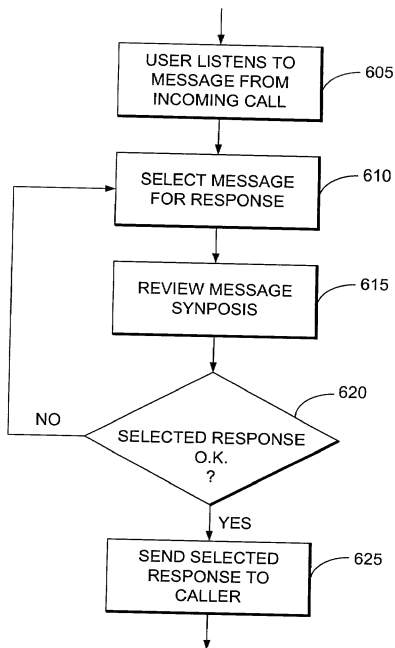 USER LISTENS TO
MESSAGE FROM
INCOMING CALL
605
SELECT MESSAGE
FOR RESPONSE
610
REVIEW MESSAGE
SYNPOSIS
615
620
SELECTED RESPONSE
O.K.
?
NO
YES
SEND SELECTED
RESPONSE TO
CALLER
625